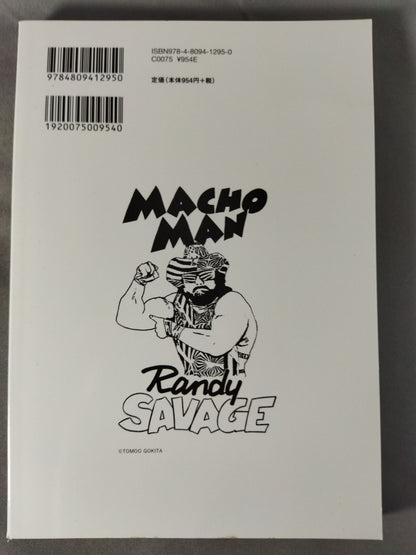 ISBN978-4-8094-1295-0
C0075 ¥954E
9784809412950
定価（本体954円+税）
1920075009540
MACHO
MAN
Randy
SAVAGE
©TOMOO GOKITA